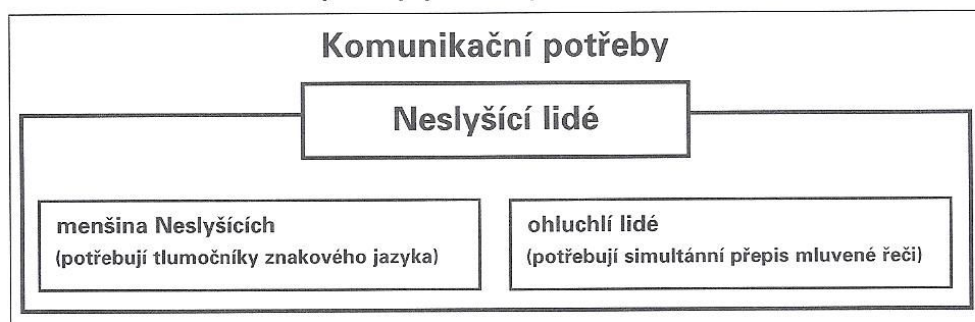 Komunikační potřeby
Neslyšící lidé
menšina Neslyšících
(potřebují tlumočníky znakového jazyka)
ohluchlí lidé
(potřebují simultánní přepis mluvené řeči)